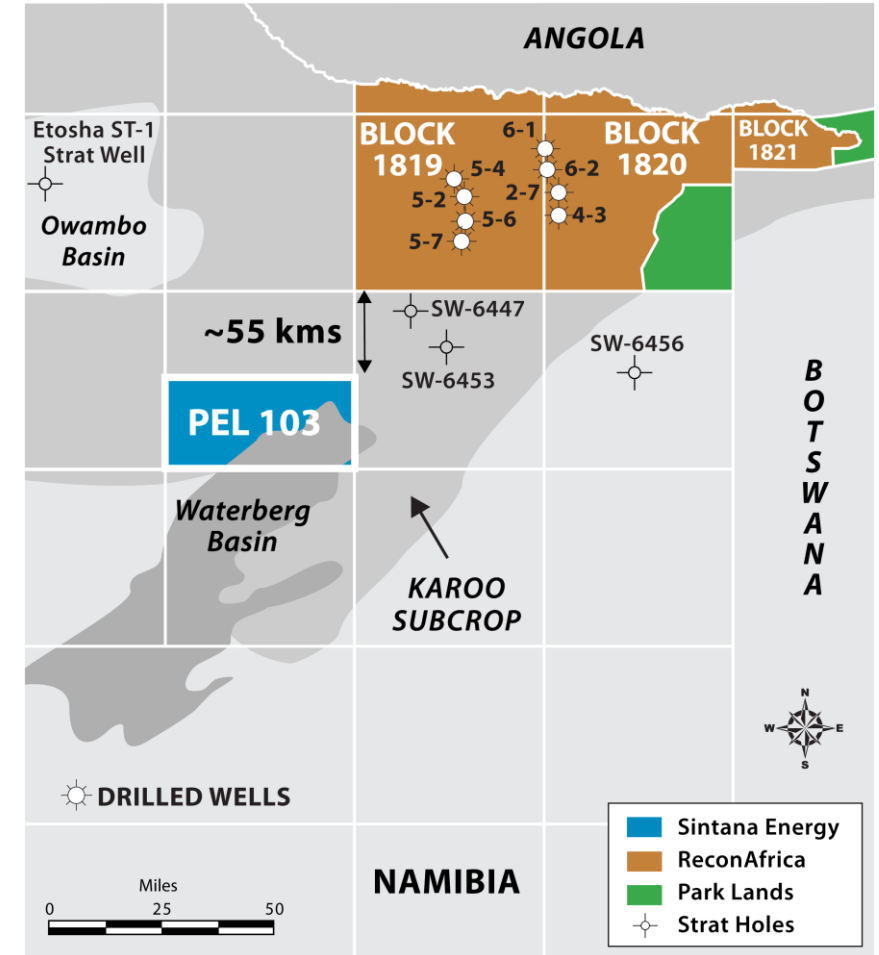 ANGOLA
Etosha ST-1
Strat Well
Owambo
Basin
BLOCK
1819
6-1
BLOCK
1820
BLOCK
1821
5-4
6-2
5-2
2-7
5-6
4-3
5-7
~55 kms
SW-6447
SW-6453
SW-6456
PEL 103
Waterberg
Basin
KAROO
SUBCROP
B
O
T
S
W
A
N
A
N
W
E
S
DRILLED WELLS
NAMIBIA
Miles
0 25 50
Sintana Energy
ReconAfrica
Park Lands
Strat Holes